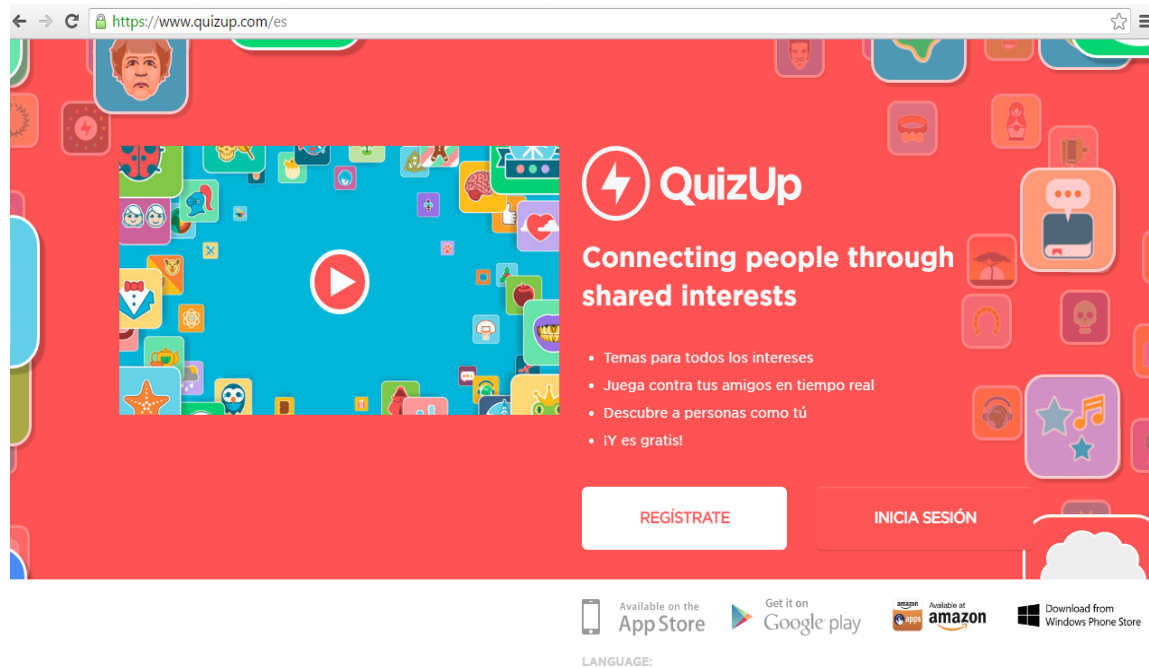 https://www.quizup.com/es
QuizUp
Connecting people through
shared interests
• Temas para todos los intereses
• Juega contra tus amigos en tiempo real
• Descubre a personas como tú
• ¡Y es gratis!
REGÍSTRATE
INICIA SESIÓN
Available on the
App Store
Get it on
Google play
amazon
apps
Available at
amazon
Download from
Windows Phone Store
LANGUAGE: